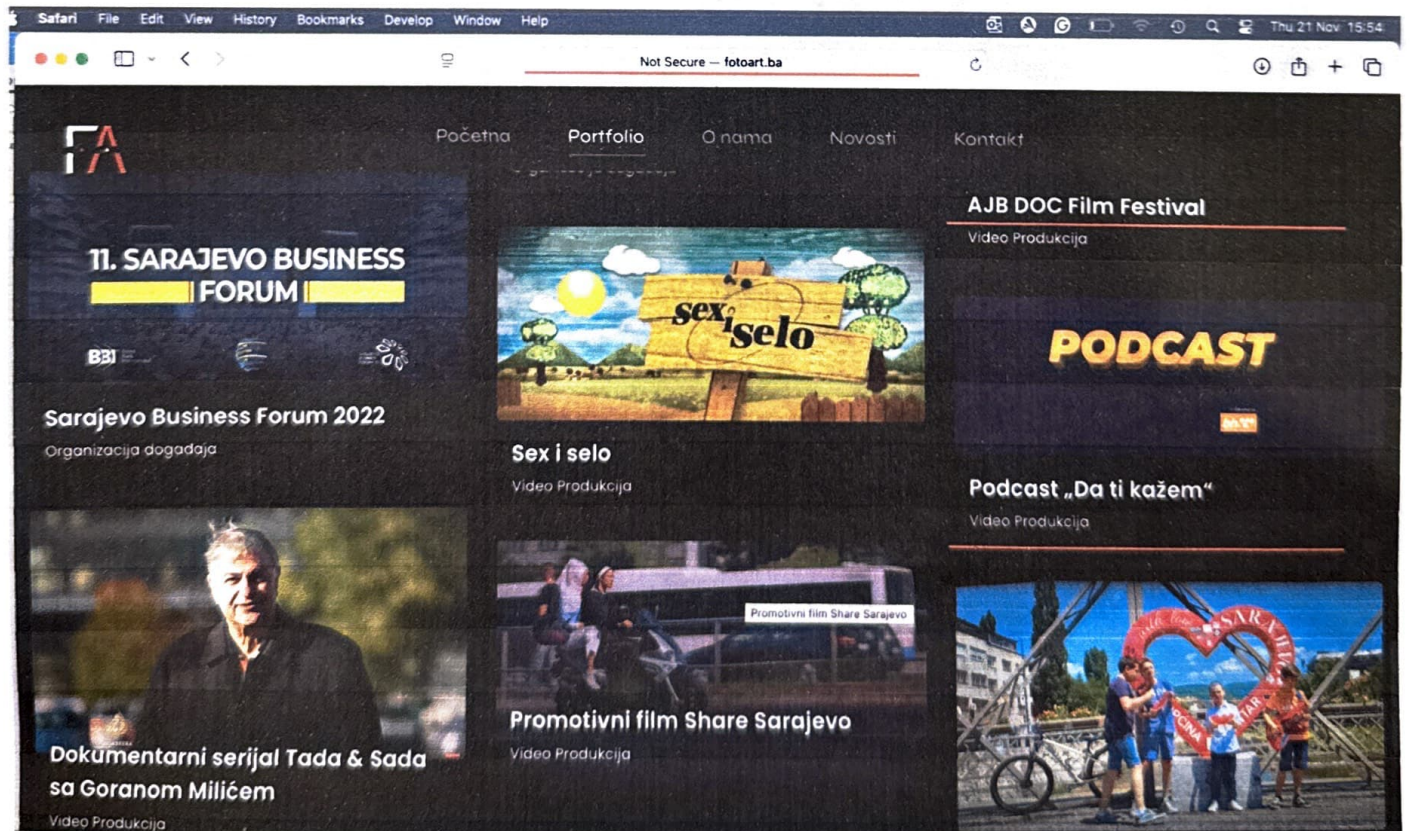 Safari File Edit View History Bookmarks Develop Window Help
Thu 21 Nov 15:54
Not Secure — fotoart.ba
FA
Početna Portfolio O nama Novosti Kontakt
11. SARAJEVO BUSINESS
FORUM
BBI
Sarajevo Business Forum 2022
Organizacija događaja
Dokumentarni serijal Tada & Sada
sa Goranom Milićem
Video Produkcija
sex i selo
Sex i selo
Video Produkcija
Promotivni film Share Sarajevo
Promotivni film Share Sarajevo
Video Produkcija
AJB DOC Film Festival
Video Produkcija
PODCAST
Podcast „Da ti kažem“
Video Produkcija